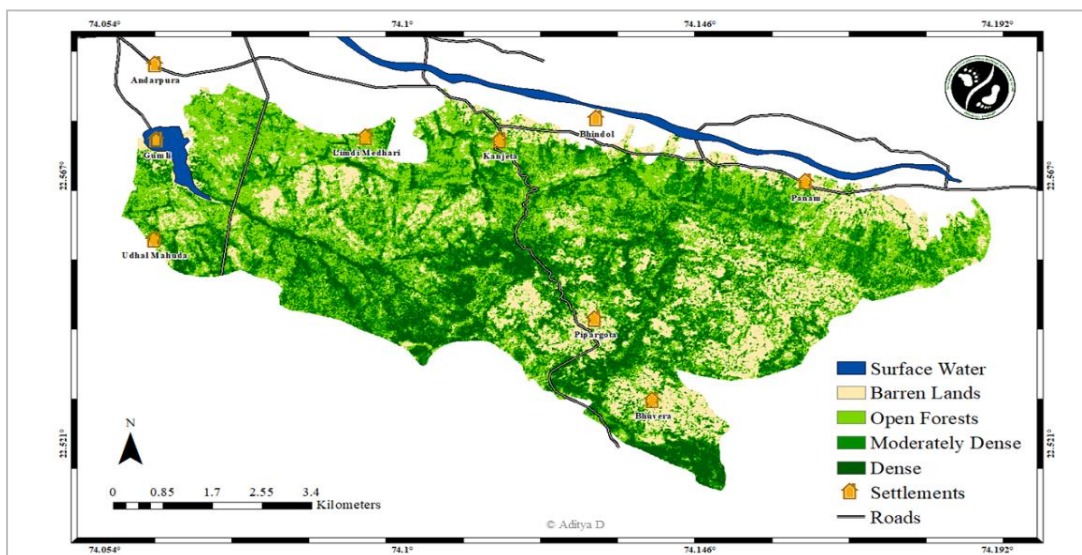 74.054° 74.1° 74.146° 74.192°
Andarpura
Bhindol
Gumli
Limdi Medhari
Kanjeta
22.567°
22.567°
Panam
Udhal Mahuda
Pipargota
Bhuvera
Surface Water
Barren Lands
Open Forests
Moderately Dense
Dense
Settlements
Roads
N
22.521°
22.521°
0 0.85 1.7 2.55 3.4
Kilometers
© Aditya D
74.054° 74.1° 74.146° 74.192°